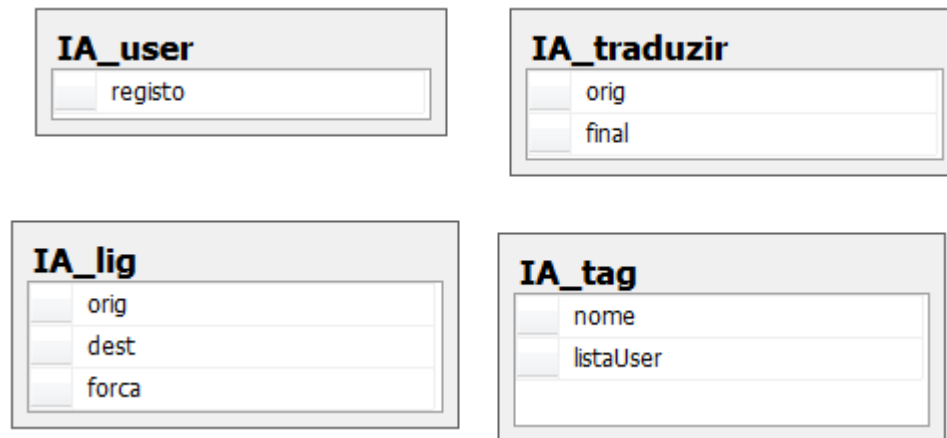 IA_user
registo
IA_traduzir
orig
final
IA_lig
orig
dest
forca
IA_tag
nome
listaUser